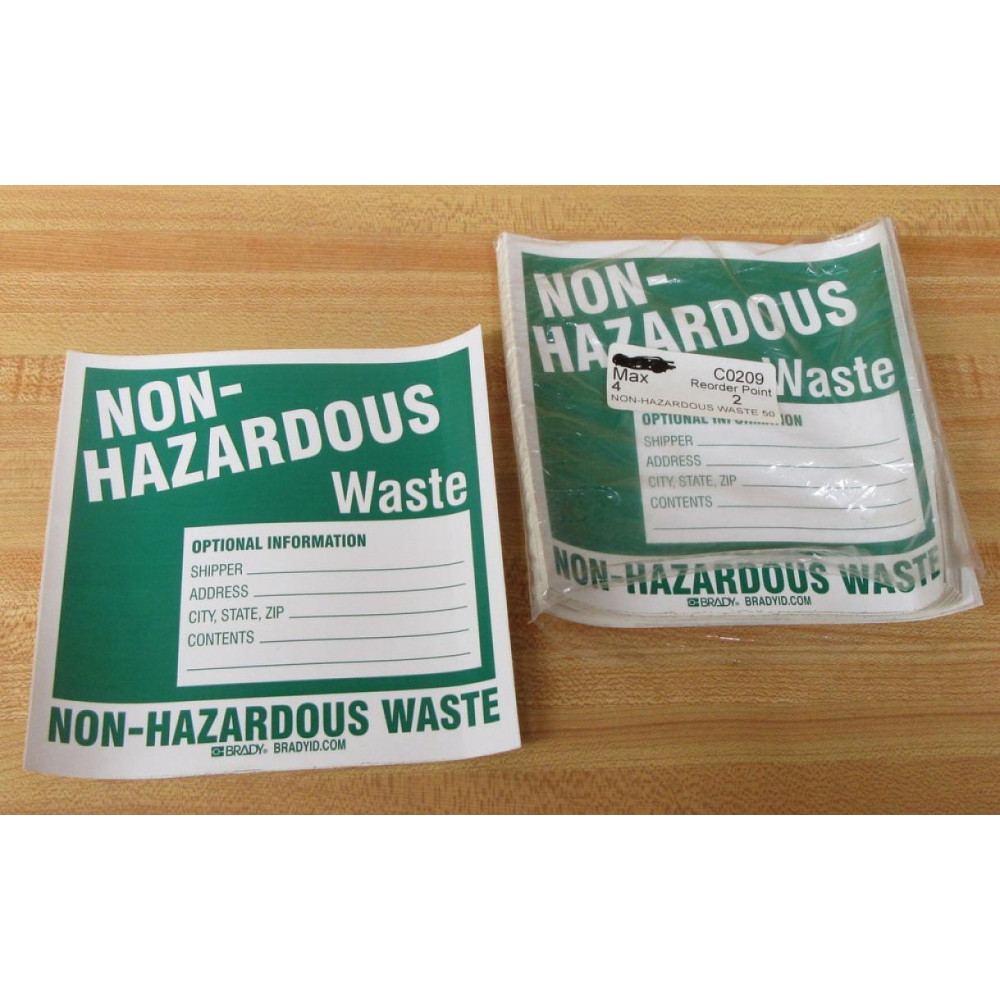 NON-
HAZARDOUS
Waste
OPTIONAL INFORMATION
SHIPPER
ADDRESS
CITY, STATE, ZIP
CONTENTS
NON-HAZARDOUS WASTE
BRADY® BRADYID.COM
NON-
HAZARDOUS
Waste
Max C0209
4 Reorder Point
2
NON-HAZARDOUS WASTE 50
OPTIONAL INFORMATION
SHIPPER
ADDRESS
CITY, STATE, ZIP
CONTENTS
NON-HAZARDOUS WASTE
BRADY® BRADYID.COM